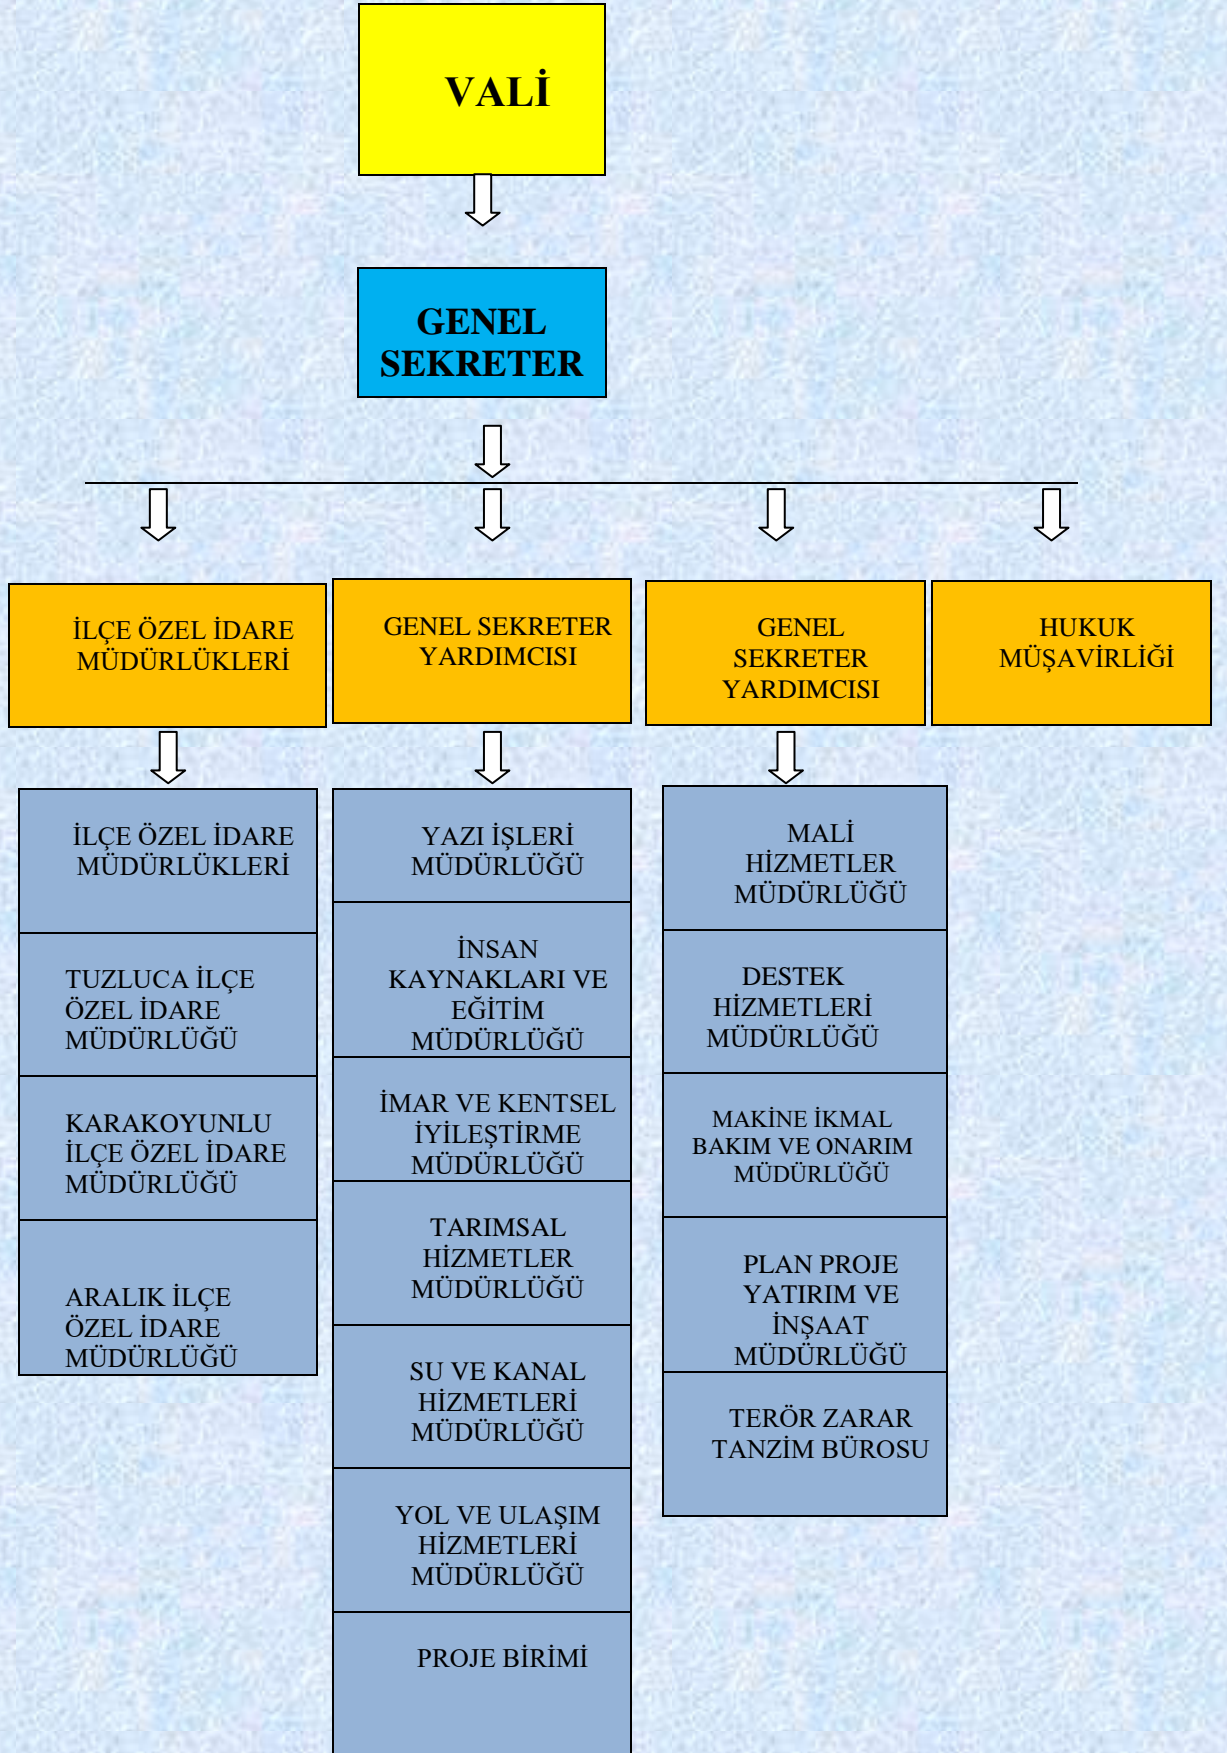 VALİ
GENEL
SEKRETER
İLÇE ÖZEL İDARE
MÜDÜRLÜKLERİ
GENEL SEKRETER
YARDIMCISI
GENEL
SEKRETER
YARDIMCISI
HUKUK
MÜŞAVİRLİĞİ
İLÇE ÖZEL İDARE
MÜDÜRLÜKLERİ
TUZLUCA İLÇE
ÖZEL İDARE
MÜDÜRLÜĞÜ
KARAKOYUNLU
İLÇE ÖZEL İDARE
MÜDÜRLÜĞÜ
ARALIK İLÇE
ÖZEL İDARE
MÜDÜRLÜĞÜ
YAZI İŞLERİ
MÜDÜRLÜĞÜ
İNSAN
KAYNAKLARI VE
EĞİTİM
MÜDÜRLÜĞÜ
İMAR VE KENTSEL
İYİLEŞTİRME
MÜDÜRLÜĞÜ
TARIMSAL
HİZMETLER
MÜDÜRLÜĞÜ
SU VE KANAL
HİZMETLERİ
MÜDÜRLÜĞÜ
YOL VE ULAŞIM
HİZMETLERİ
MÜDÜRLÜĞÜ
PROJE BİRİMİ
MALİ
HİZMETLER
MÜDÜRLÜĞÜ
DESTEK
HİZMETLERİ
MÜDÜRLÜĞÜ
MAKİNE İKMAL
BAKIM VE ONARIM
MÜDÜRLÜĞÜ
PLAN PROJE
YATIRIM VE
İNŞAAT
MÜDÜRLÜĞÜ
TERÖR ZARAR
TANZİM BÜROSU